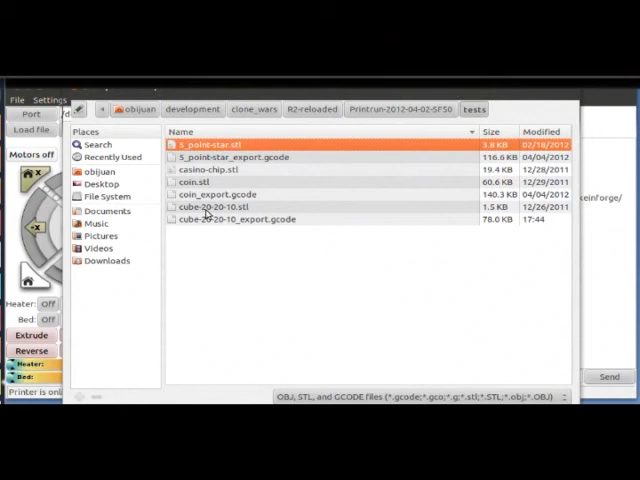 File Settings
Port /d
obijuan development clone_wars R2-reloaded Printrun-2012-04-02-SF50 tests
Load file
Places Name Size Modified
Search 5_point-star.stl 3.8 KB 02/18/2012
Motors off Recently Used 5_point-star_export.gcode 116.6 KB 04/04/2012
obijuan casino-chip.stl 19.4 KB 12/28/2011
x Desktop coin.stl 60.6 KB 12/29/2011
File System coin_export.gcode 140.3 KB 04/04/2012
keinforge/
Documents cube-20-20-10.stl 1.5 KB 12/26/2011
Music cube-20-20-10_export.gcode 78.0 KB 17:44
-x Pictures
Videos
Downloads
Heater: Off
Bed: Off
Extrude
Reverse
Heater:
Bed: Send
Printer is onl OBJ, STL, and GCODE files (*.gcode;*.gco;*.g;*.stl;*.STL;*.obj;*.OBJ)